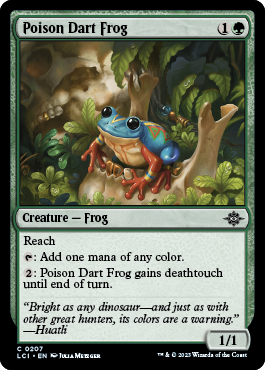 Poison Dart Frog 1
Creature — Frog
Reach
: Add one mana of any color.
2: Poison Dart Frog gains deathtouch
until end of turn.
“Bright as any dinosaur—and just as with
other great hunters, its colors are a warning.”
—Huatli
1/1
C 0207
LCI • EN Julia Metzger
™ & © 2023 Wizards of the Coast